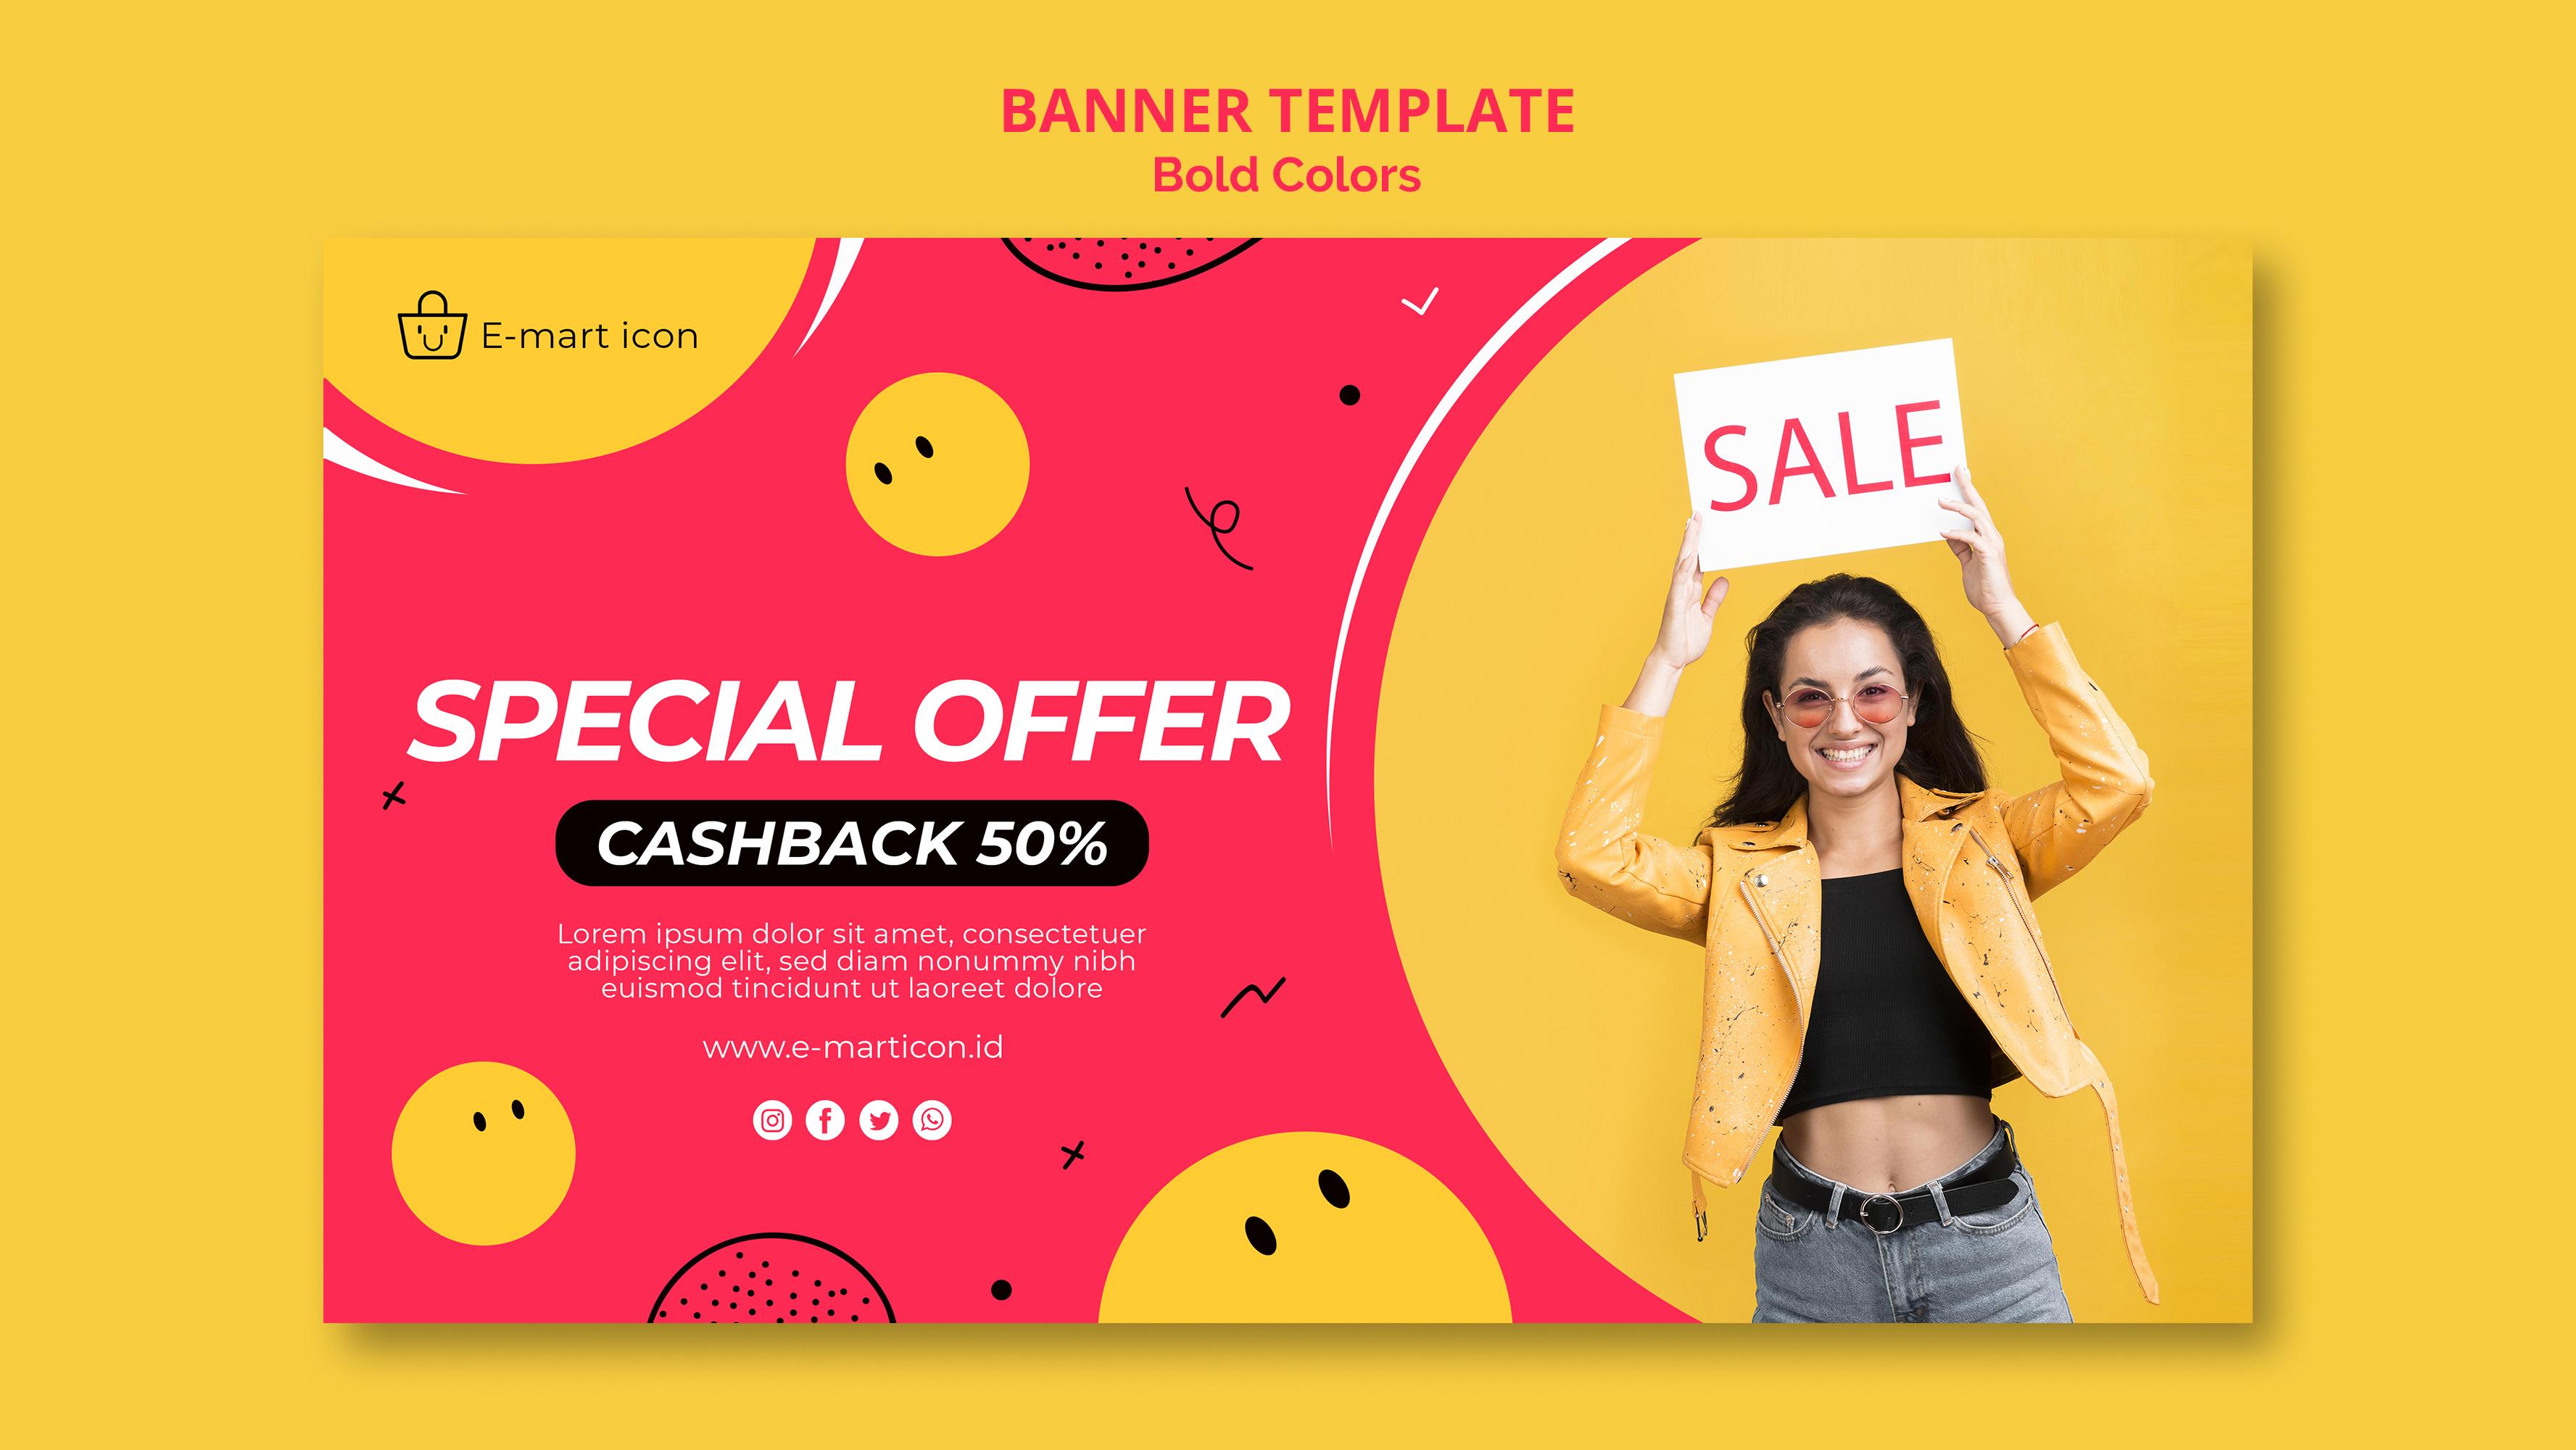 BANNER TEMPLATE
Bold Colors
E-mart icon
SALE
SPECIAL OFFER
CASHBACK 50%
Lorem ipsum dolor sit amet, consectetuer
adipiscing elit, sed diam nonummy nibh
euismod tincidunt ut laoreet dolore
www.e-marticon.id